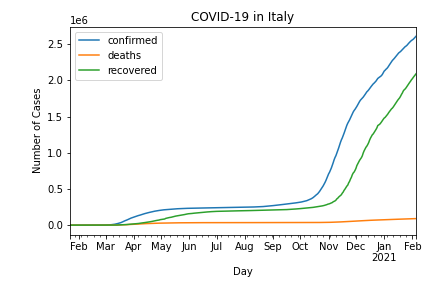 COVID-19 in Italy
1e6
confirmed
deaths
recovered
2.5
2.0
1.5
1.0
0.5
0.0
Number of Cases
Feb Mar Apr May Jun Jul Aug Sep Oct Nov Dec Jan Feb
2021
Day